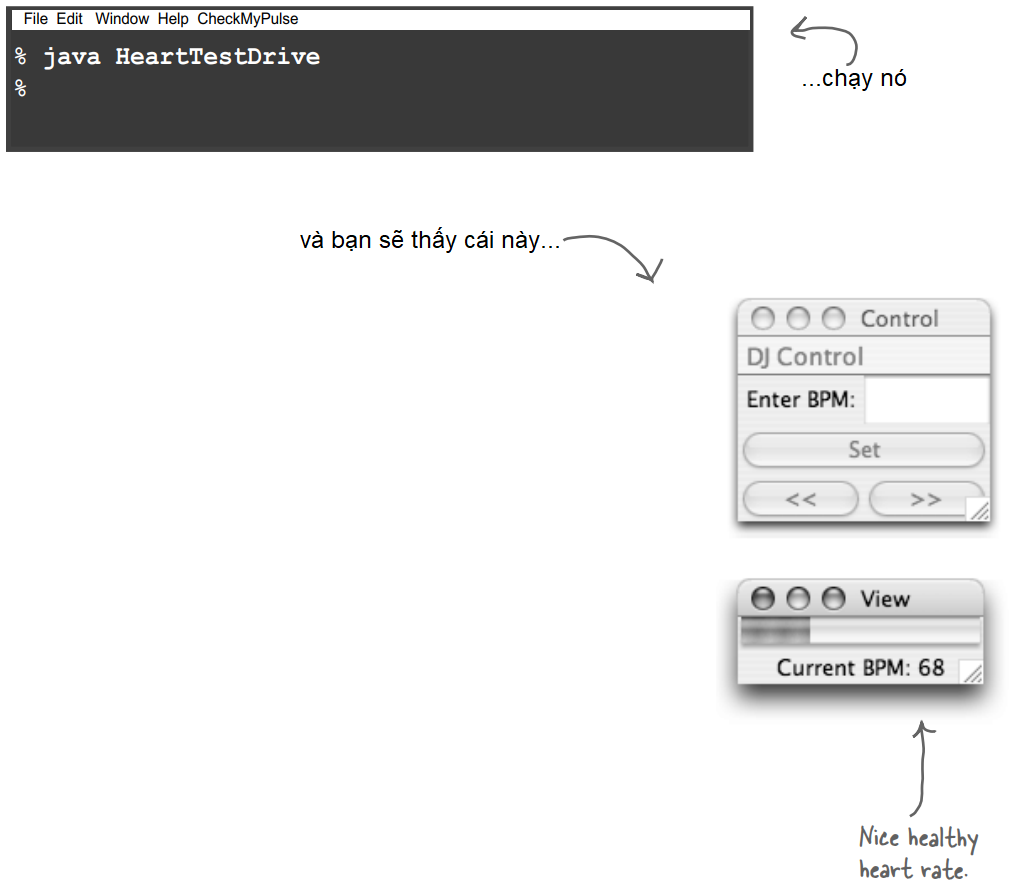 File Edit Window Help CheckMyPulse
% java HeartTestDrive
%
...chạy nó
và bạn sẽ thấy cái này...
Control
DJ Control
Enter BPM:
Set
<< >>
View
Current BPM: 68
Nice healthy
heart rate.